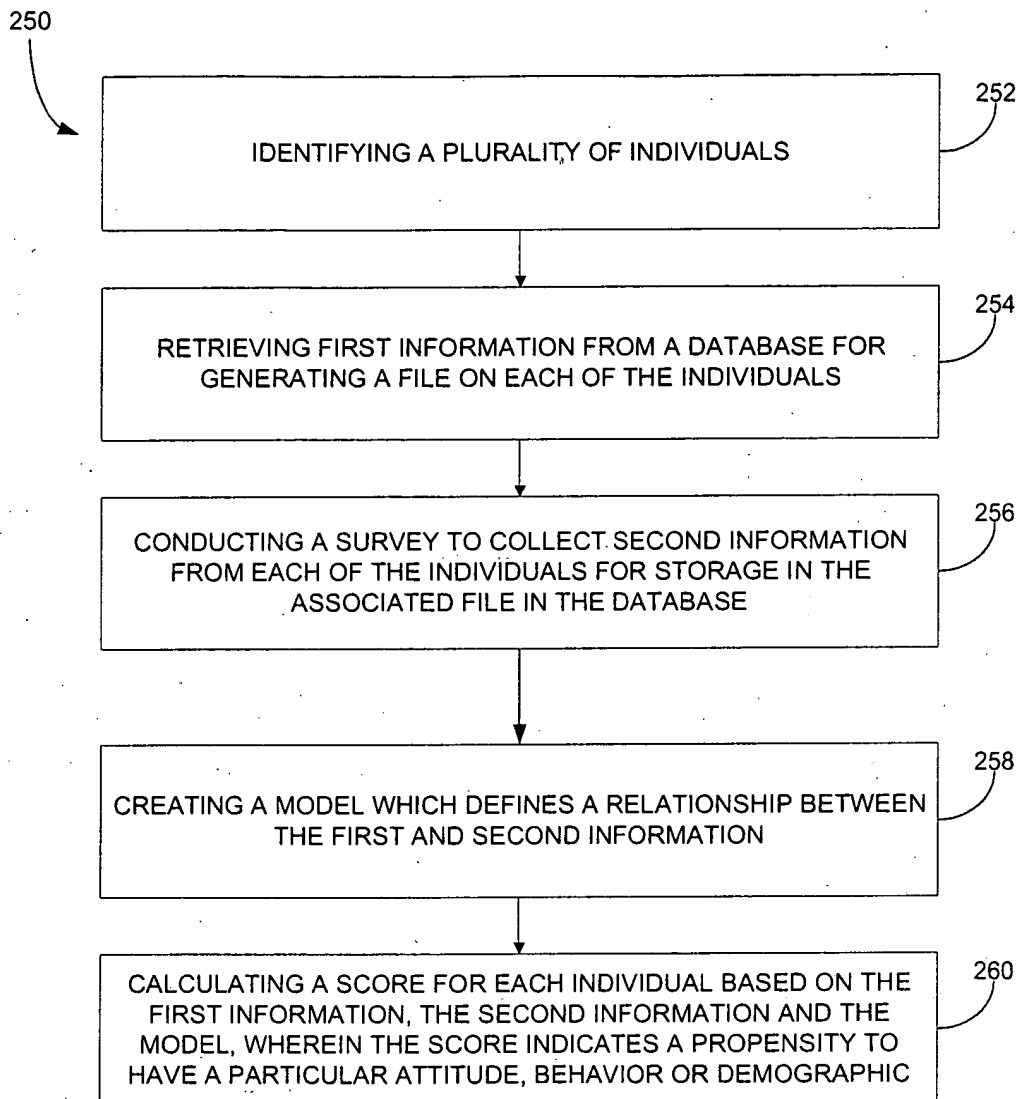 250
252
IDENTIFYING A PLURALITY OF INDIVIDUALS
254
RETRIEVING FIRST INFORMATION FROM A DATABASE FOR
GENERATING A FILE ON EACH OF THE INDIVIDUALS
256
CONDUCTING A SURVEY TO COLLECT SECOND INFORMATION
FROM EACH OF THE INDIVIDUALS FOR STORAGE IN THE
ASSOCIATED FILE IN THE DATABASE
258
CREATING A MODEL WHICH DEFINES A RELATIONSHIP BETWEEN
THE FIRST AND SECOND INFORMATION
260
CALCULATING A SCORE FOR EACH INDIVIDUAL BASED ON THE
FIRST INFORMATION, THE SECOND INFORMATION AND THE
MODEL, WHEREIN THE SCORE INDICATES A PROPENSITY TO
HAVE A PARTICULAR ATTITUDE, BEHAVIOR OR DEMOGRAPHIC